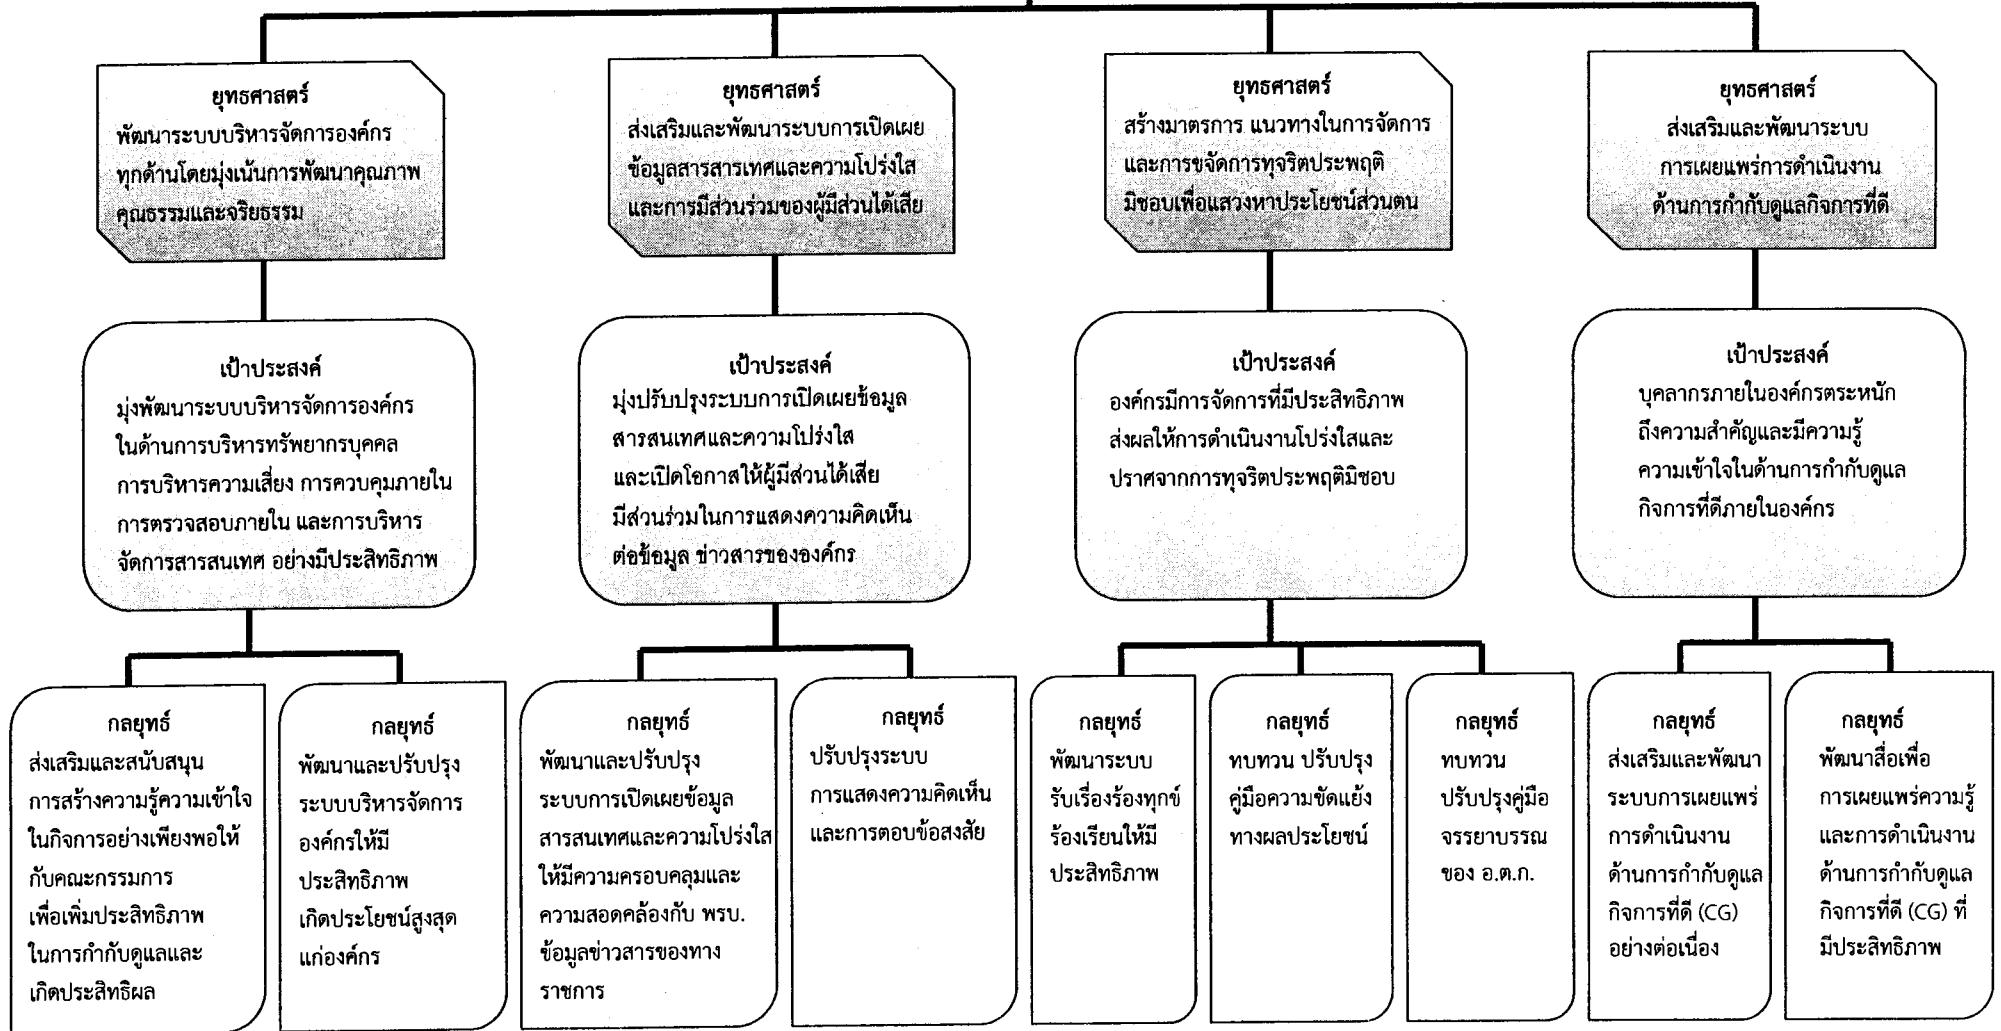 ยุทธศาสตร์
พัฒนาระบบบริหารจัดการองค์กร
ทุกด้านโดยมุ่งเน้นการพัฒนาคุณภาพ
คุณธรรมและจริยธรรม
ยุทธศาสตร์
ส่งเสริมและพัฒนาระบบการเปิดเผย
ข้อมูลสารสารเทศและความโปร่งใส
และการมีส่วนร่วมของผู้มีส่วนได้เสีย
ยุทธศาสตร์
สร้างมาตรการ แนวทางในการจัดการ
และการขจัดการทุจริตประพฤติ
มิชอบเพื่อแสวงหาประโยชน์ส่วนตน
ยุทธศาสตร์
ส่งเสริมและพัฒนาระบบ
การเผยแพร่การดำเนินงาน
ด้านการกำกับดูแลกิจการที่ดี
เป้าประสงค์
มุ่งพัฒนาระบบบริหารจัดการองค์กร
ในด้านการบริหารทรัพยากรบุคคล
การบริหารความเสี่ยง การควบคุมภายใน
การตรวจสอบภายใน และการบริหาร
จัดการสารสนเทศ อย่างมีประสิทธิภาพ
เป้าประสงค์
มุ่งปรับปรุงระบบการเปิดเผยข้อมูล
สารสนเทศและความโปร่งใส
และเปิดโอกาสให้ผู้มีส่วนได้เสีย
มีส่วนร่วมในการแสดงความคิดเห็น
ต่อข้อมูล ข่าวสารขององค์กร
เป้าประสงค์
องค์กรมีการจัดการที่มีประสิทธิภาพ
ส่งผลให้การดำเนินงานโปร่งใสและ
ปราศจากการทุจริตประพฤติมิชอบ
เป้าประสงค์
บุคลากรภายในองค์กรตระหนัก
ถึงความสำคัญและมีความรู้
ความเข้าใจในด้านการกำกับดูแล
กิจการที่ดีภายในองค์กร
กลยุทธ์
ส่งเสริมและสนับสนุน
การสร้างความรู้ความเข้าใจ
ในกิจการอย่างเพียงพอให้
กับคณะกรรมการ
เพื่อเพิ่มประสิทธิภาพ
ในการกำกับดูแลและ
เกิดประสิทธิผล
กลยุทธ์
พัฒนาและปรับปรุง
ระบบบริหารจัดการ
องค์กรให้มี
ประสิทธิภาพ
เกิดประโยชน์สูงสุด
แก่องค์กร
กลยุทธ์
พัฒนาและปรับปรุง
ระบบการเปิดเผยข้อมูล
สารสนเทศและความโปร่งใส
ให้มีความครอบคลุมและ
ความสอดคล้องกับ พรบ.
ข้อมูลข่าวสารของทาง
ราชการ
กลยุทธ์
ปรับปรุงระบบ
การแสดงความคิดเห็น
และการตอบข้อสงสัย
กลยุทธ์
พัฒนาระบบ
รับเรื่องร้องทุกข์
ร้องเรียนให้มี
ประสิทธิภาพ
กลยุทธ์
ทบทวน ปรับปรุง
คู่มือความขัดแย้ง
ทางผลประโยชน์
กลยุทธ์
ทบทวน
ปรับปรุงคู่มือ
จรรยาบรรณ
ของ อ.ต.ก.
กลยุทธ์
ส่งเสริมและพัฒนา
ระบบการเผยแพร่
การดำเนินงาน
ด้านการกำกับดูแล
กิจการที่ดี (CG)
อย่างต่อเนื่อง
กลยุทธ์
พัฒนาสื่อเพื่อ
การเผยแพร่ความรู้
และการดำเนินงาน
ด้านการกำกับดูแล
กิจการที่ดี (CG) ที่
มีประสิทธิภาพ